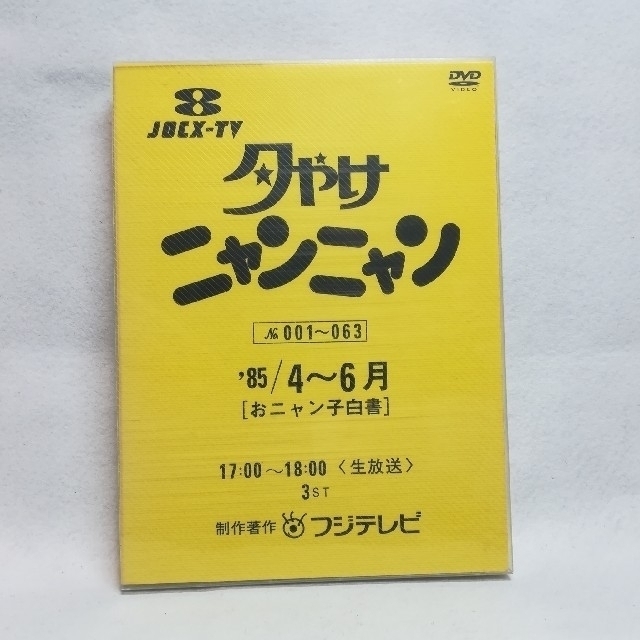 DVD
VIDEO
8
JOCX-TV
夕やけ
ニャンニャン
№ 001〜063
'85/4〜6月
[おニャン子白書]
17:00〜18:00〈生放送〉
3ST
制作著作 フジテレビ